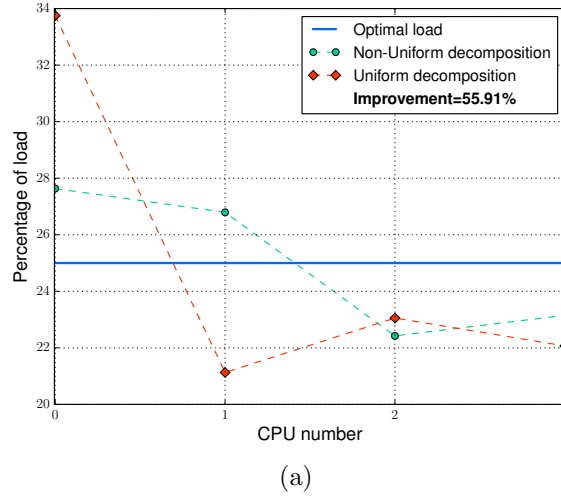 34
32
30
28
26
24
22
20
Percentage of load
Optimal load
Non-Uniform decomposition
Uniform decomposition
Improvement=55.91%
0
1
2
CPU number
(a)